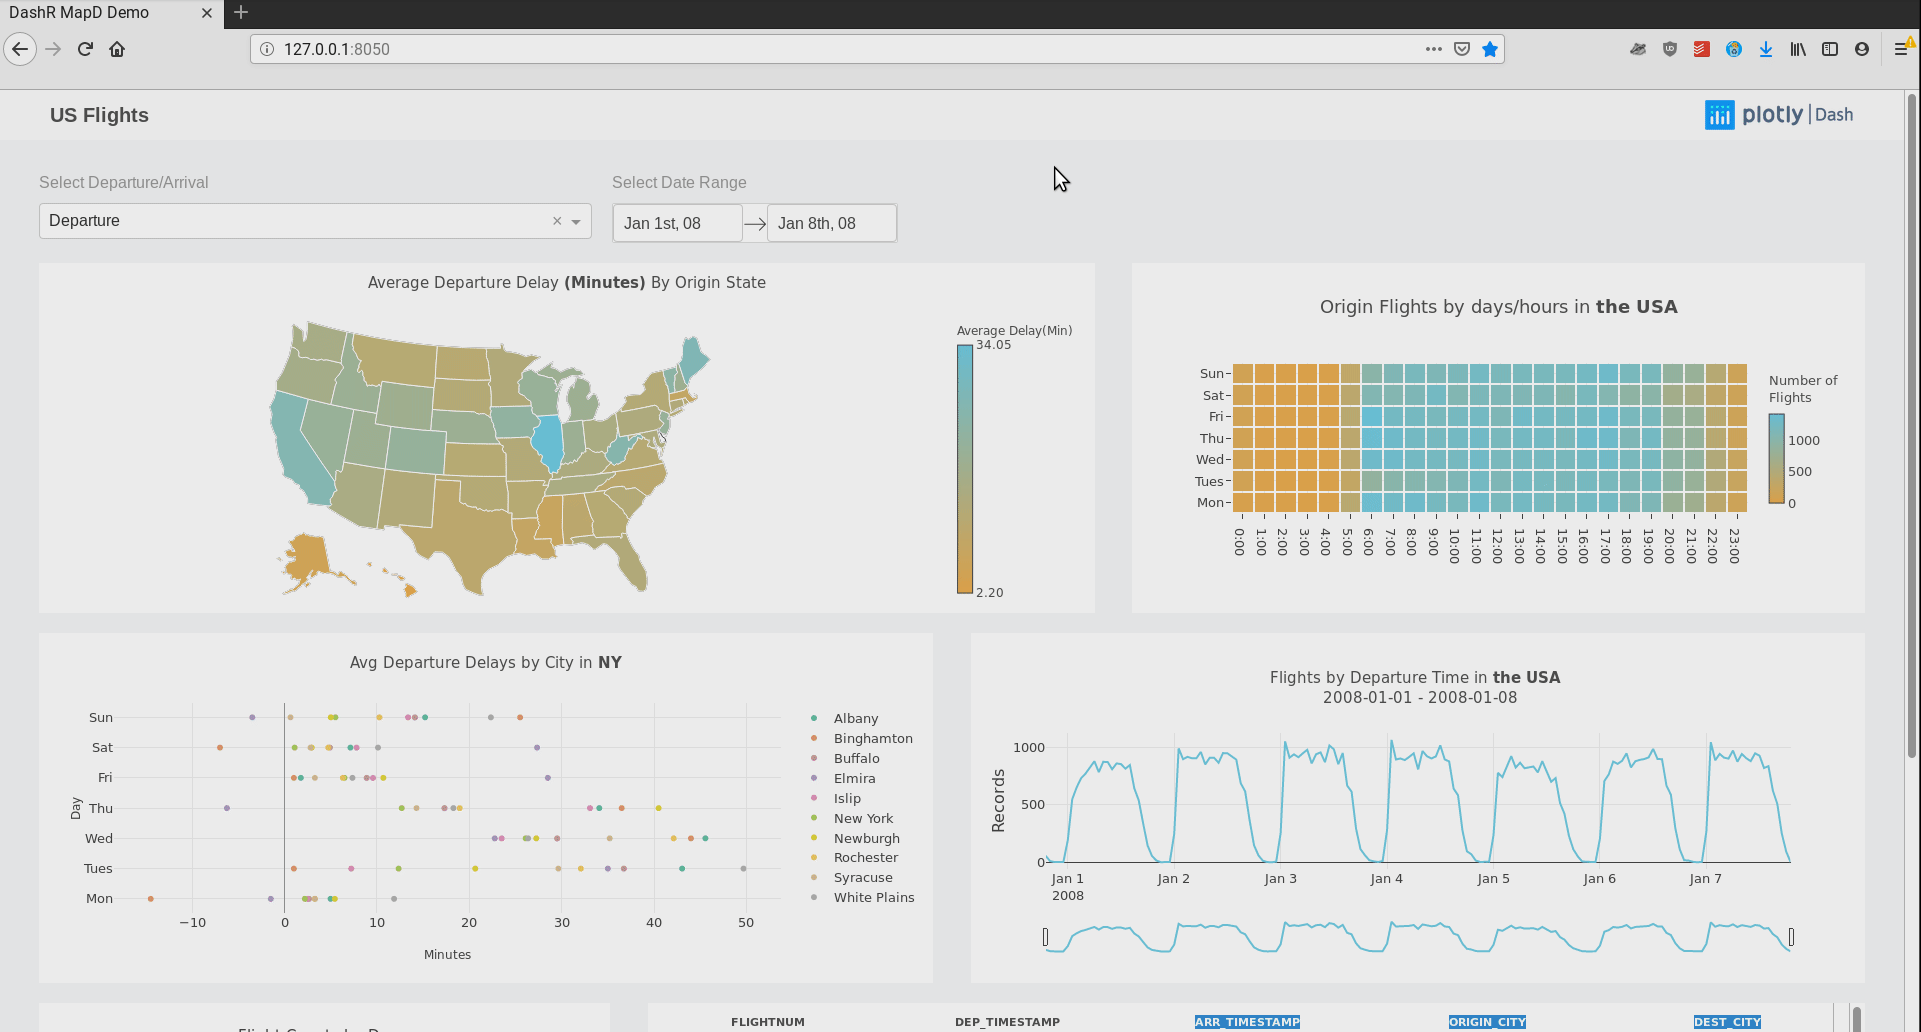 DashR MapD Demo
127.0.0.1:8050
US Flights
plotly | Dash
Select Departure/Arrival
Select Date Range
Departure
Jan 1st, 08
Jan 8th, 08
Average Departure Delay (Minutes) By Origin State
Average Delay(Min)
34.05
2.20
Origin Flights by days/hours in the USA
Sun
Sat
Fri
Thu
Wed
Tues
Mon
0:00
1:00
2:00
3:00
4:00
5:00
6:00
7:00
8:00
9:00
10:00
11:00
12:00
13:00
14:00
15:00
16:00
17:00
18:00
19:00
20:00
21:00
22:00
23:00
Number of
Flights
1000
500
0
Avg Departure Delays by City in NY
Day
Sun
Sat
Fri
Thu
Wed
Tues
Mon
−10
0
10
20
30
40
50
Minutes
Albany
Binghamton
Buffalo
Elmira
Islip
New York
Newburgh
Rochester
Syracuse
White Plains
Flights by Departure Time in the USA
2008-01-01 - 2008-01-08
Records
1000
500
0
Jan 1
2008
Jan 2
Jan 3
Jan 4
Jan 5
Jan 6
Jan 7
FLIGHTNUM
DEP_TIMESTAMP
ARR_TIMESTAMP
ORIGIN_CITY
DEST_CITY